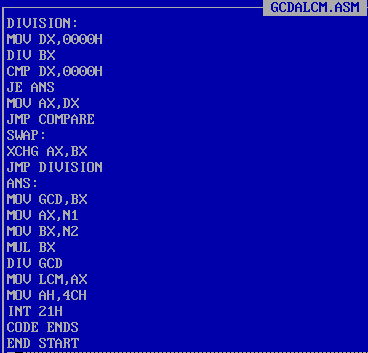 GCDALCM.ASM
DIVISION:
MOV DX,0000H
DIV BX
CMP DX,0000H
JE ANS
MOV AX,DX
JMP COMPARE
SWAP:
XCHG AX,BX
JMP DIVISION
ANS:
MOV GCD,BX
MOV AX,N1
MOV BX,N2
MUL BX
DIV GCD
MOV LCM,AX
MOV AH,4CH
INT 21H
CODE ENDS
END START